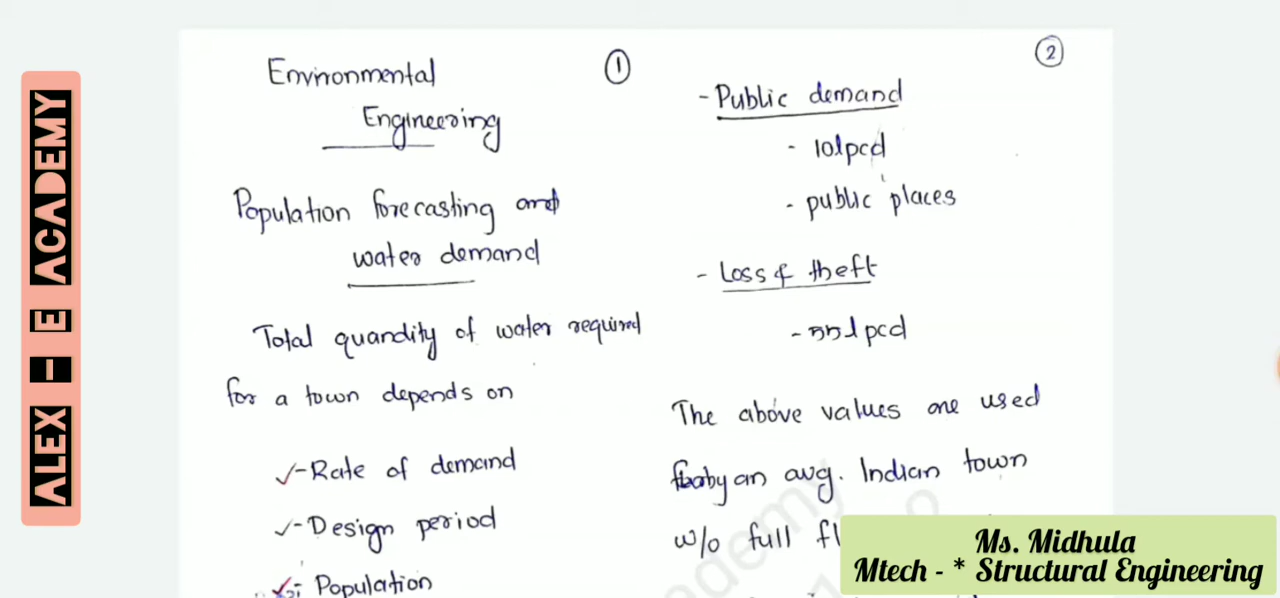 ALEX - E ACADEMY
Environmental
Engineering
①
Population forecasting and
water demand
Total quandity of water required
for a town depends on
✓-Rate of demand
✓-Design period
Population
②
- Public demand
- 10lpcd
- public places
- Loss & theft
- 55lpcd
The above values are used
by an avg. Indian town
w/o full fl
Ms. Midhula
Mtech - * Structural Engineering